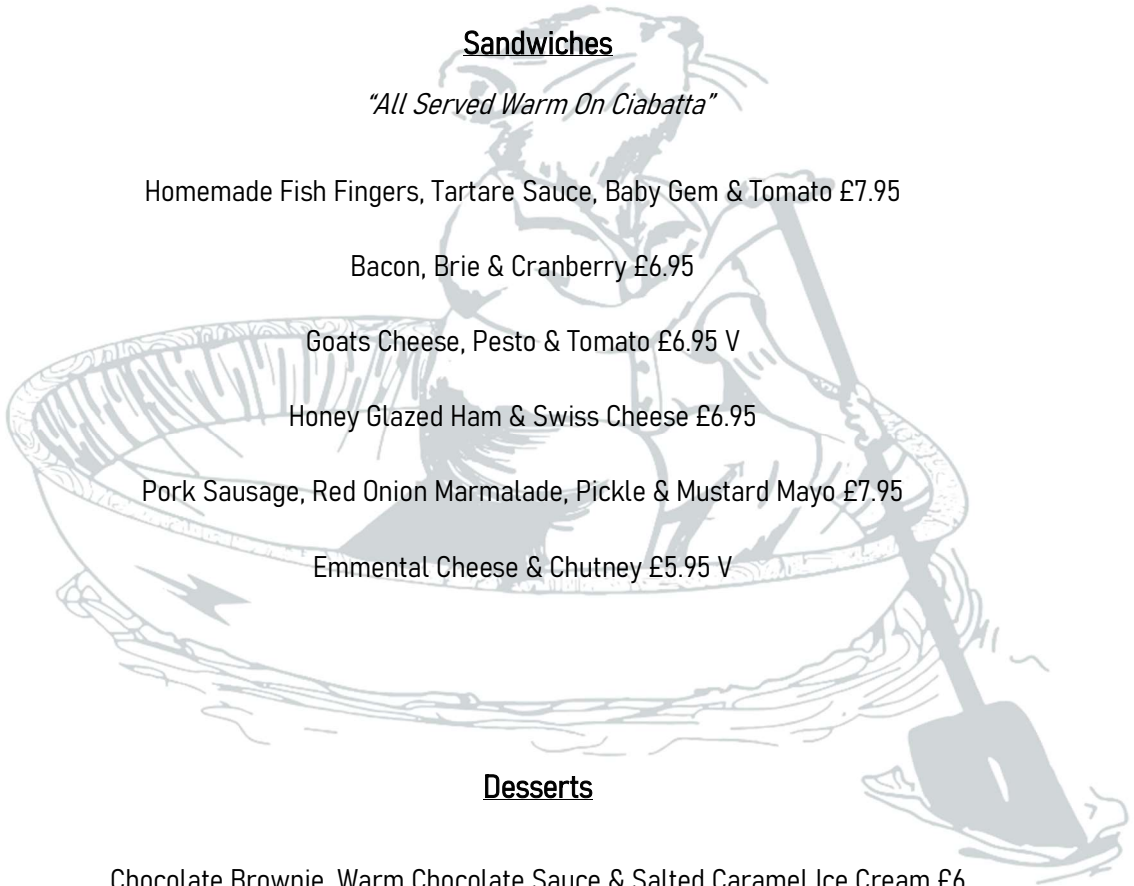 Sandwiches
“All Served Warm On Ciabatta”
Homemade Fish Fingers, Tartare Sauce, Baby Gem & Tomato £7.95
Bacon, Brie & Cranberry £6.95
Goats Cheese, Pesto & Tomato £6.95 V
Honey Glazed Ham & Swiss Cheese £6.95
Pork Sausage, Red Onion Marmalade, Pickle & Mustard Mayo £7.95
Emmental Cheese & Chutney £5.95 V
Desserts
Chocolate Brownie, Warm Chocolate Sauce & Salted Caramel Ice Cream £6